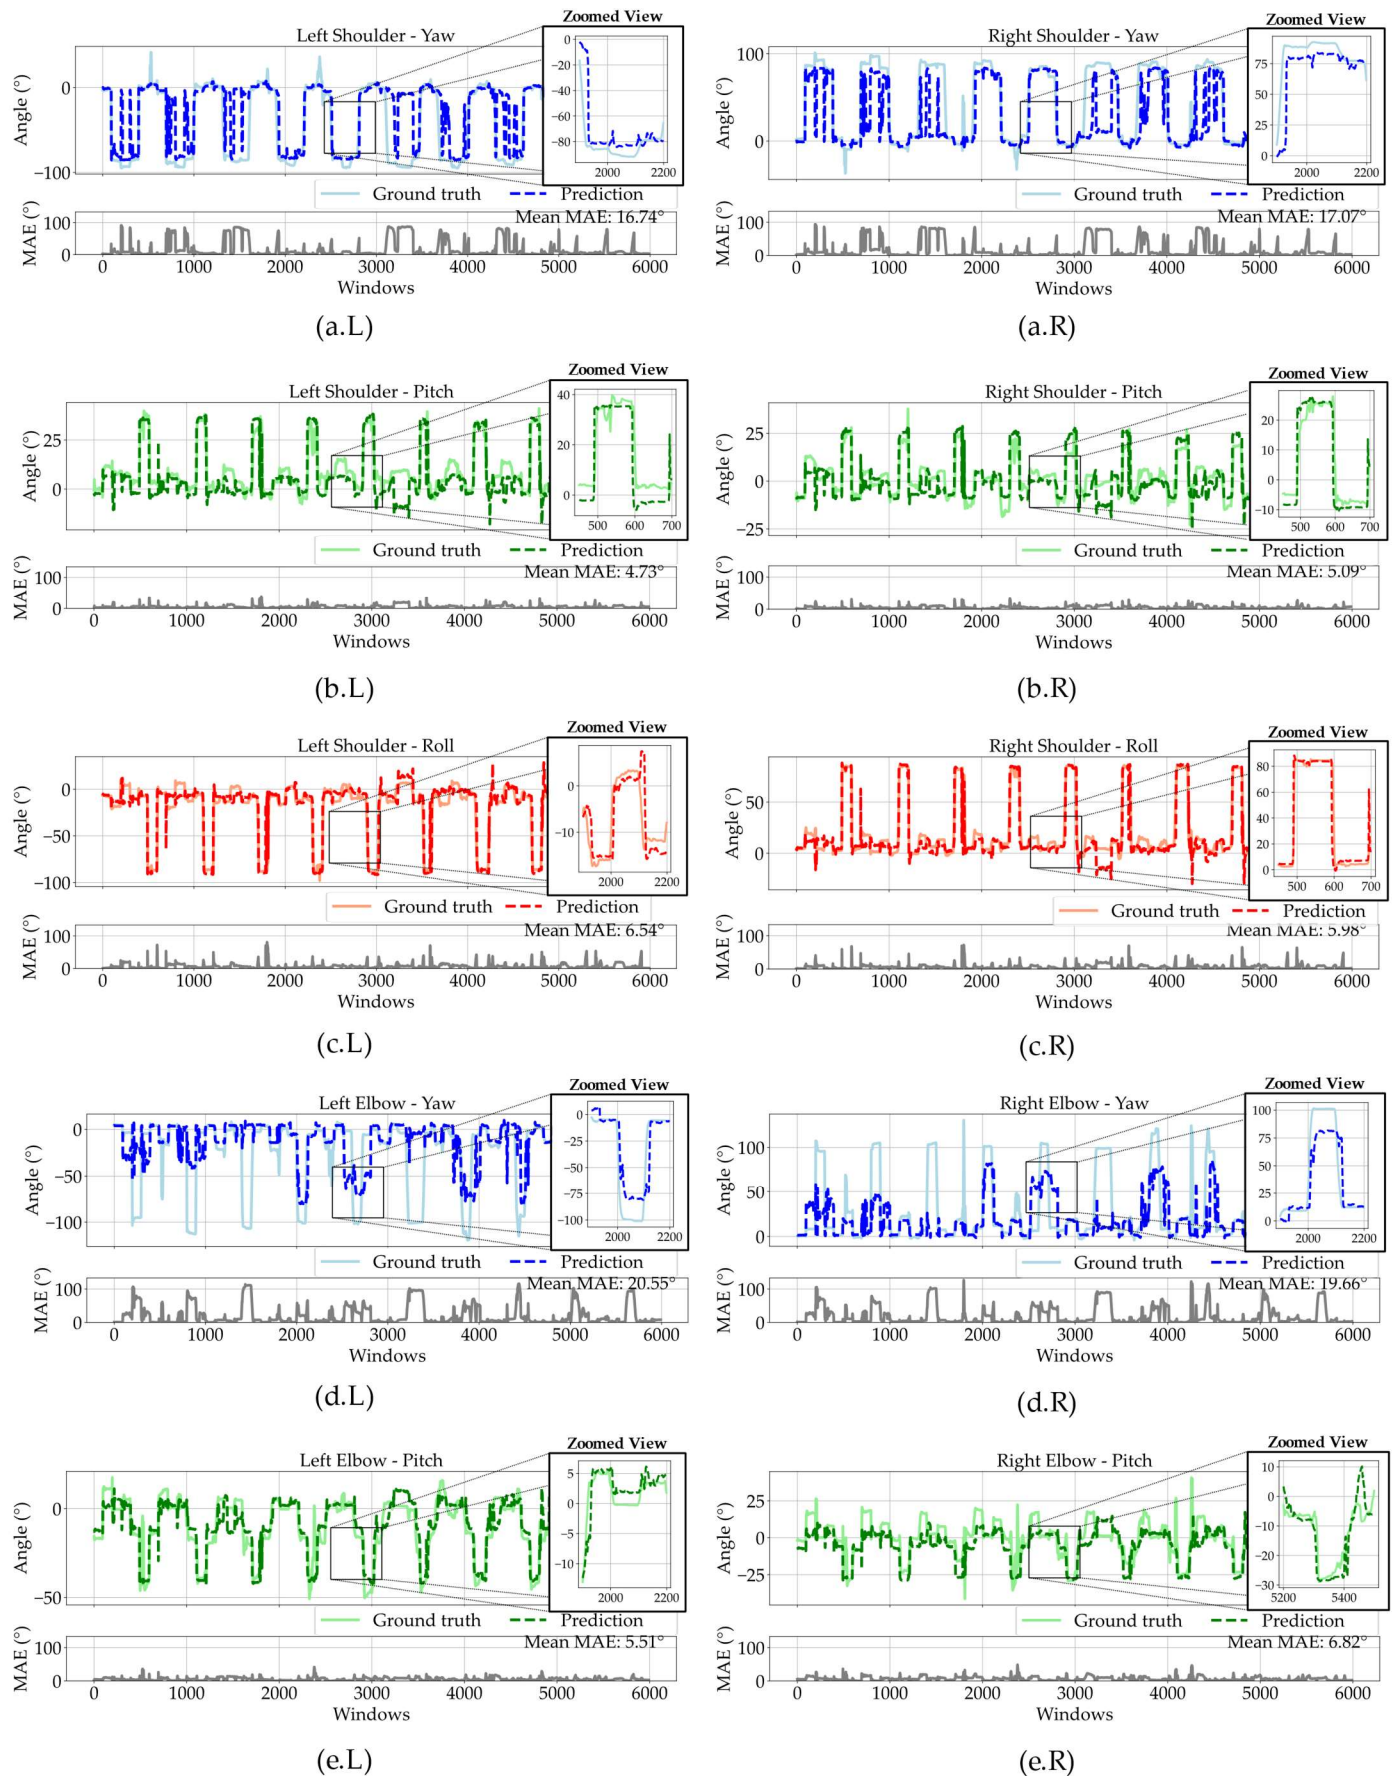 Zoomed View
Left Shoulder - Yaw
Angle (°)
0
−100
0
−20
−40
−60
−80
2000
2200
Ground truth
Prediction
Mean MAE: 16.74°
MAE (°)
100
0
0
1000
2000
3000
4000
5000
6000
Windows
(a.L)
Zoomed View
Right Shoulder - Yaw
Angle (°)
100
0
75
50
25
0
2000
2200
Ground truth
Prediction
Mean MAE: 17.07°
MAE (°)
100
0
0
1000
2000
3000
4000
5000
6000
Windows
(a.R)
Zoomed View
Left Shoulder - Pitch
Angle (°)
25
0
40
20
0
500
600
700
Ground truth
Prediction
Mean MAE: 4.73°
MAE (°)
100
0
0
1000
2000
3000
4000
5000
6000
Windows
(b.L)
Zoomed View
Right Shoulder - Pitch
Angle (°)
25
0
−25
20
10
0
−10
500
600
700
Ground truth
Prediction
Mean MAE: 5.09°
MAE (°)
100
0
0
1000
2000
3000
4000
5000
6000
Windows
(b.R)
Zoomed View
Left Shoulder - Roll
Angle (°)
0
−50
−100
0
−10
2000
2200
Ground truth
Prediction
Mean MAE: 6.54°
MAE (°)
100
0
0
1000
2000
3000
4000
5000
6000
Windows
(c.L)
Zoomed View
Right Shoulder - Roll
Angle (°)
50
0
80
60
40
20
0
500
600
700
Ground truth
Prediction
Mean MAE: 5.98°
MAE (°)
100
0
0
1000
2000
3000
4000
5000
6000
Windows
(c.R)
Zoomed View
Left Elbow - Yaw
Angle (°)
0
−50
−100
0
−25
−50
−75
−100
2000
2200
Ground truth
Prediction
Mean MAE: 20.55°
MAE (°)
100
0
0
1000
2000
3000
4000
5000
6000
Windows
(d.L)
Zoomed View
Right Elbow - Yaw
Angle (°)
100
50
0
100
75
50
25
0
2000
2200
Ground truth
Prediction
Mean MAE: 19.66°
MAE (°)
100
0
0
1000
2000
3000
4000
5000
6000
Windows
(d.R)
Zoomed View
Left Elbow - Pitch
Angle (°)
0
−50
5
0
−5
−10
2000
2200
Ground truth
Prediction
Mean MAE: 5.51°
MAE (°)
100
0
0
1000
2000
3000
4000
5000
6000
Windows
(e.L)
Zoomed View
Right Elbow - Pitch
Angle (°)
25
0
−25
10
0
−10
−20
−30
5200
5400
Ground truth
Prediction
Mean MAE: 6.82°
MAE (°)
100
0
0
1000
2000
3000
4000
5000
6000
Windows
(e.R)